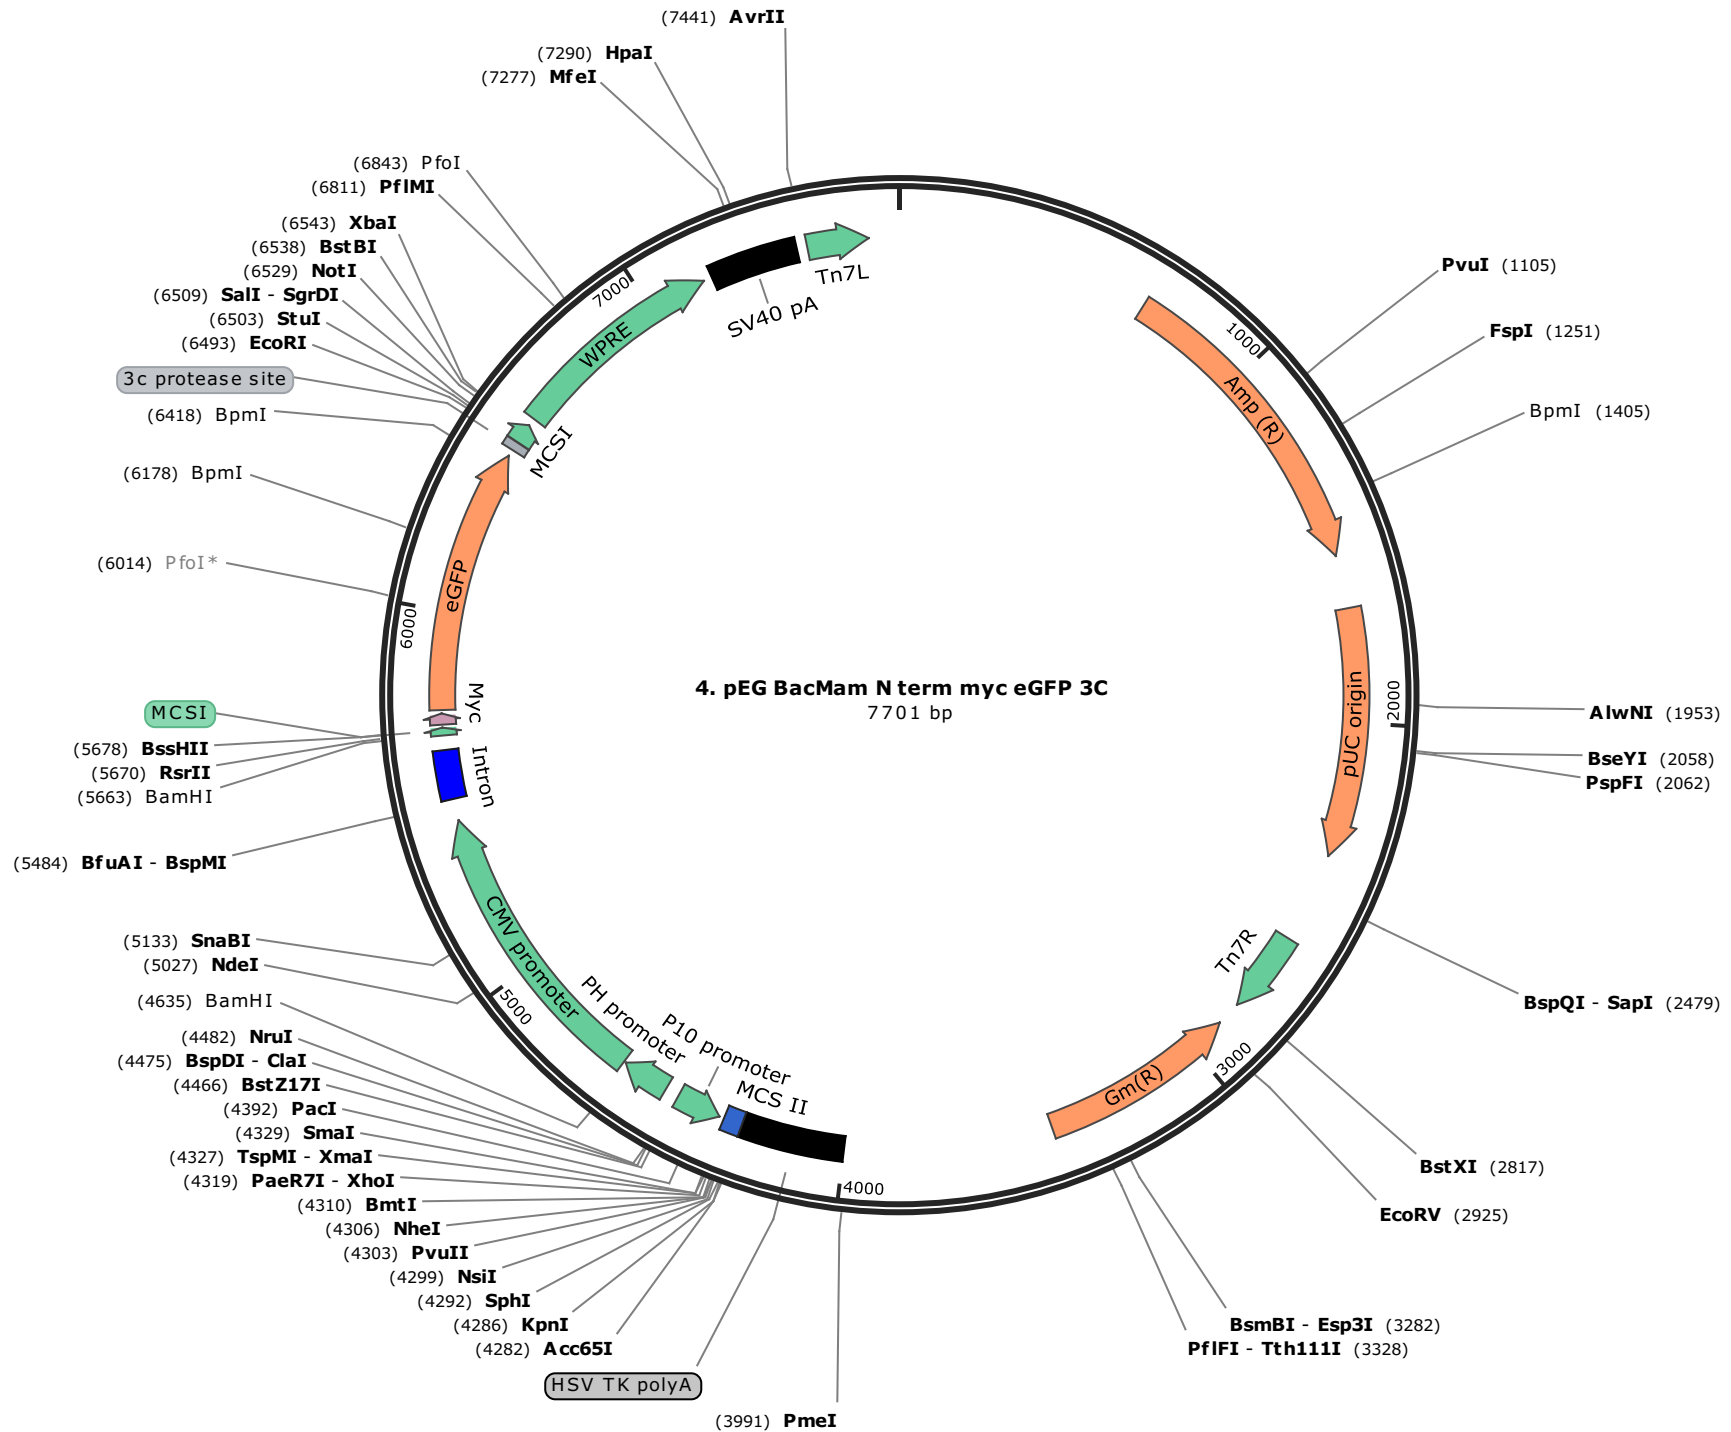 (7441) AvrII
(7290) HpaI
(7277) MfeI
(6843) PfoI
(6811) PflMI
(6543) XbaI
(6538) BstBI
(6529) NotI
(6509) SalI - SgrDI
(6503) StuI
(6493) EcoRI
3c protease site
(6418) BpmI
(6178) BpmI
(6014) PfoI*
MCSI
(5678) BssHII
(5670) RsrII
(5663) BamHI
(5484) BfuAI - BspMI
(5133) SnaBI
(5027) NdeI
(4635) BamHI
(4482) NruI
(4475) BspDI - ClaI
(4466) BstZ17I
(4392) PacI
(4329) SmaI
(4327) TspMI - XmaI
(4319) PaeR7I - XhoI
(4310) BmtI
(4306) NheI
(4303) PvuII
(4299) NsiI
(4292) SphI
(4286) KpnI
(4282) Acc65I
HSV TK polyA
(3991) PmeI
PvuI (1105)
FspI (1251)
BpmI (1405)
AlwNI (1953)
BseYI (2058)
PspFI (2062)
BspQI - SapI (2479)
BstXI (2817)
EcoRV (2925)
BsmBI - Esp3I (3282)
PflFI - Tth111I (3328)
4. pEG BacMam N term myc eGFP 3C
7701 bp
1000
2000
3000
4000
5000
6000
7000
Amp (R)
pUC origin
Tn7R
Gm(R)
MCS II
P10 promoter
PH promoter
CMV promoter
Intron
Myc
eGFP
MCSI
WPRE
SV40 pA
Tn7L